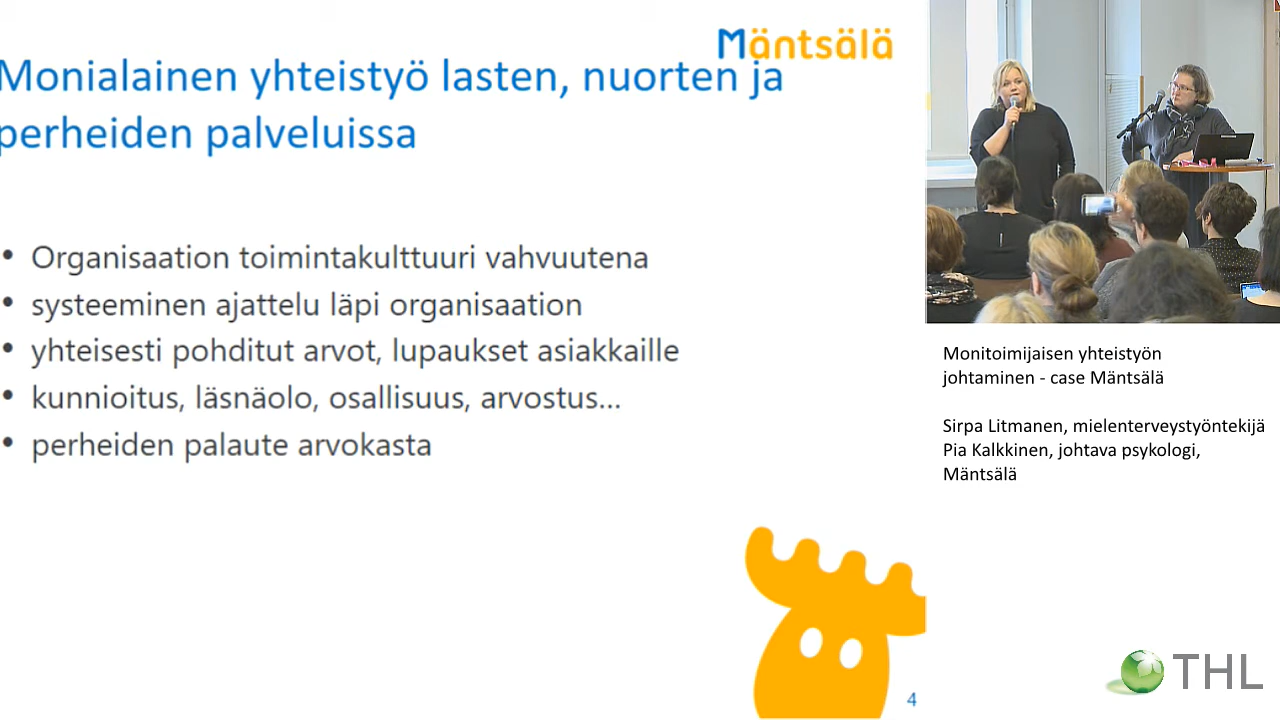 Mäntsälä
Monialainen yhteistyö lasten, nuorten ja
perheiden palveluissa
• Organisaation toimintakulttuuri vahvuutena
• systeeminen ajattelu läpi organisaation
• yhteisesti pohditut arvot, lupaukset asiakkaille
• kunnioitus, läsnäolo, osallisuus, arvostus...
• perheiden palaute arvokasta
4
Monitoimijaisen yhteistyön
johtaminen - case Mäntsälä
Sirpa Litmanen, mielenterveystyöntekijä
Pia Kalkkinen, johtava psykologi,
Mäntsälä
THL